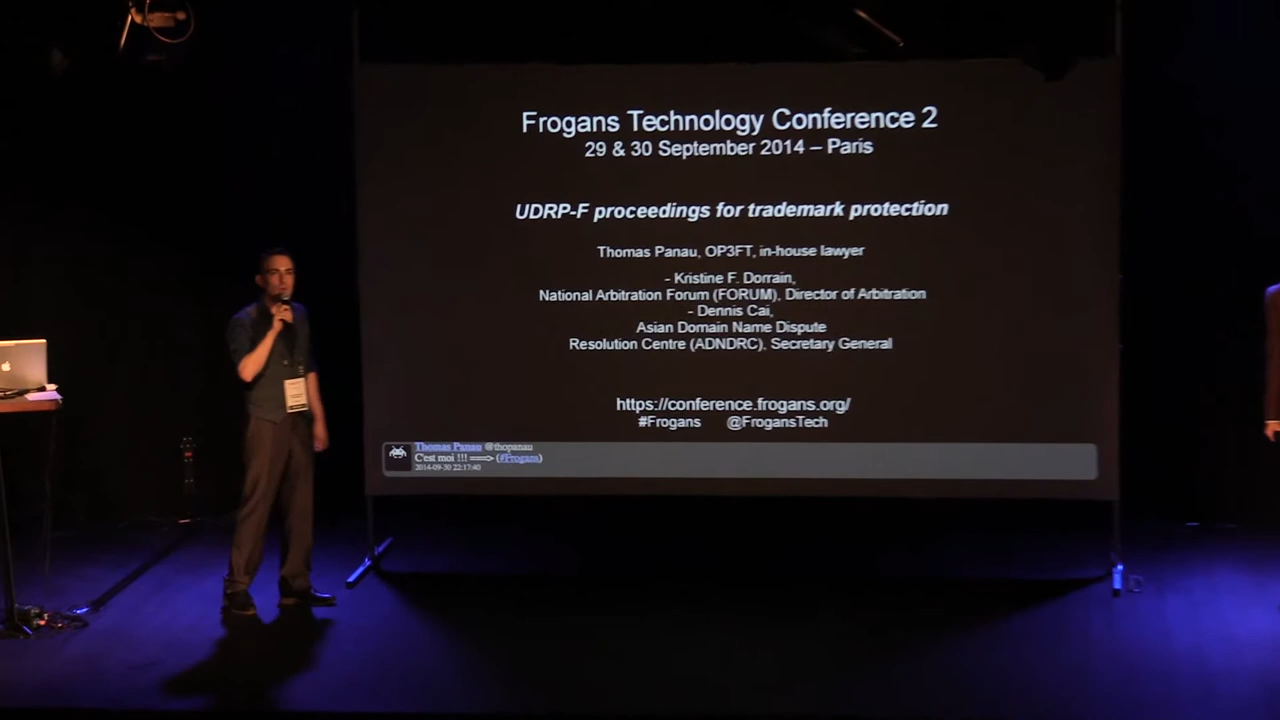 Frogans Technology Conference 2
29 & 30 September 2014 – Paris
UDRP-F proceedings for trademark protection
Thomas Panau, OP3FT, in-house lawyer
- Kristine F. Dorrain,
National Arbitration Forum (FORUM), Director of Arbitration
- Dennis Cai,
Asian Domain Name Dispute
Resolution Centre (ADNDRC), Secretary General
https://conference.frogans.org/
#Frogans @FrogansTech
Thomas Panau @thopanau
C'est moi !!! ==> (#Frogans)
2014-09-30 22:17:40